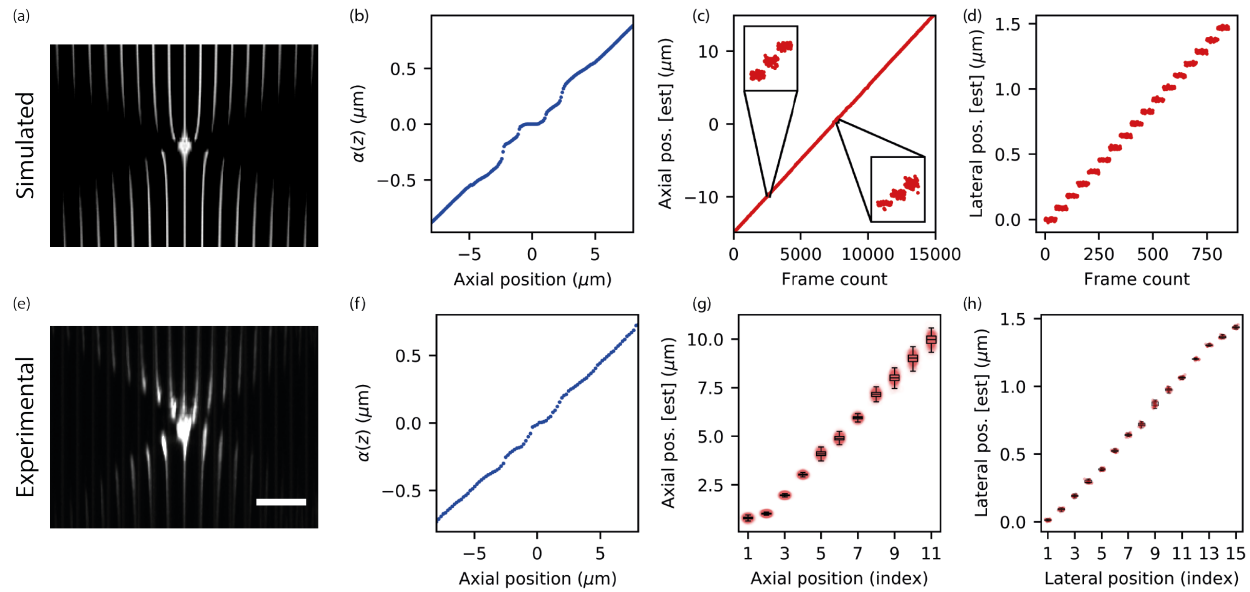 (a)
(b)
(c)
(d)
Simulated
α(z) (μm)
0.5
0.0
−0.5
−5
0
5
Axial position (μm)
Axial pos. [est] (μm)
10
0
−10
0
5000
10000
15000
Frame count
Lateral pos. [est] (μm)
1.5
1.0
0.5
0.0
0
250
500
750
Frame count
(e)
(f)
(g)
(h)
Experimental
α(z) (μm)
0.5
0.0
−0.5
−5
0
5
Axial position (μm)
Axial pos. [est] (μm)
10.0
7.5
5.0
2.5
1
3
5
7
9
11
Axial position (index)
Lateral pos. [est] (μm)
1.5
1.0
0.5
0.0
1
3
5
7
9
11
13
15
Lateral position (index)